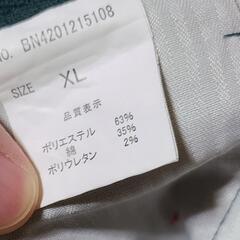 NO. BN4201215108
SIZE XL
品質表示
63%
ポリエステル 35%
綿 2%
ポリウレタン